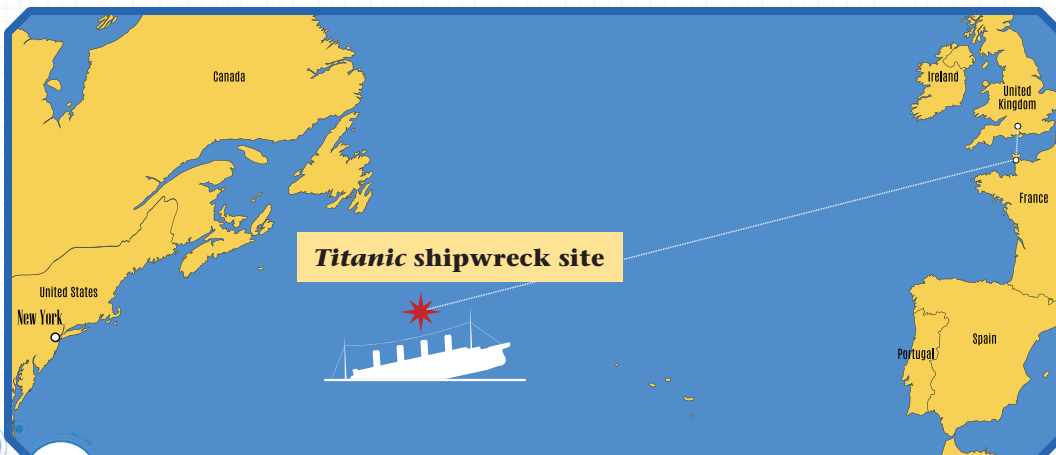 Canada
Ireland
United
Kingdom
France
Titanic shipwreck site
United States
New York
Portugal
Spain